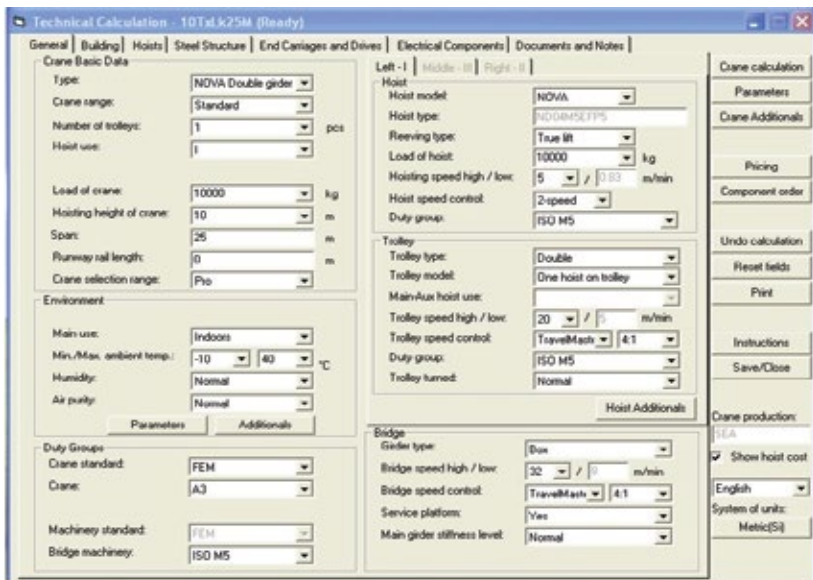 Technical Calculation - 10TxLk25M (Ready)
General Building Hoists Steel Structure End Carriages and Drives Electrical Components Documents and Notes
Crane Basic Data
Type: NOVA Double girder
Crane range: Standard
Number of trolleys: 1 pcs
Hoist use: I
Load of crane: 10000 kg
Hoisting height of crane: 10 m
Span: 25 m
Runway rail length: 0 m
Crane selection range: Pro
Environment
Main use: Indoors
Min./Max. ambient temp.: -10 40 °C
Humidity: Normal
Air purity: Normal
Parameters Additionals
Duty Groups
Crane standard: FEM
Crane: A3
Machinery standard: FEM
Bridge machinery: ISO M5
Left - I Middle - III Right - II
Hoist
Hoist model: NOVA
Hoist type:
Reeving type: True lift
Load of hoist: 10000 kg
Hoisting speed high / low: 5 / 0.83 m/min
Hoist speed control: 2-speed
Duty group: ISO M5
Trolley
Trolley type: Double
Trolley model: One hoist on trolley
Main-Aux hoist use:
Trolley speed high / low: 20 / 5 m/min
Trolley speed control: TravelMaste 4:1
Duty group: ISO M5
Trolley turned: Normal
Hoist Additionals
Bridge
Girder type: Box
Bridge speed high / low: 32 / m/min
Bridge speed control: TravelMaste 4:1
Service platform: Yes
Main girder stiffness level: Normal
Crane calculation
Parameters
Crane Additionals
Pricing
Component order
Undo calculation
Reset fields
Print
Instructions
Save/Close
Crane production:
SEA
Show hoist cost
English
System of units:
Metric(Si)